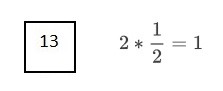 13
2 * 1/2 = 1